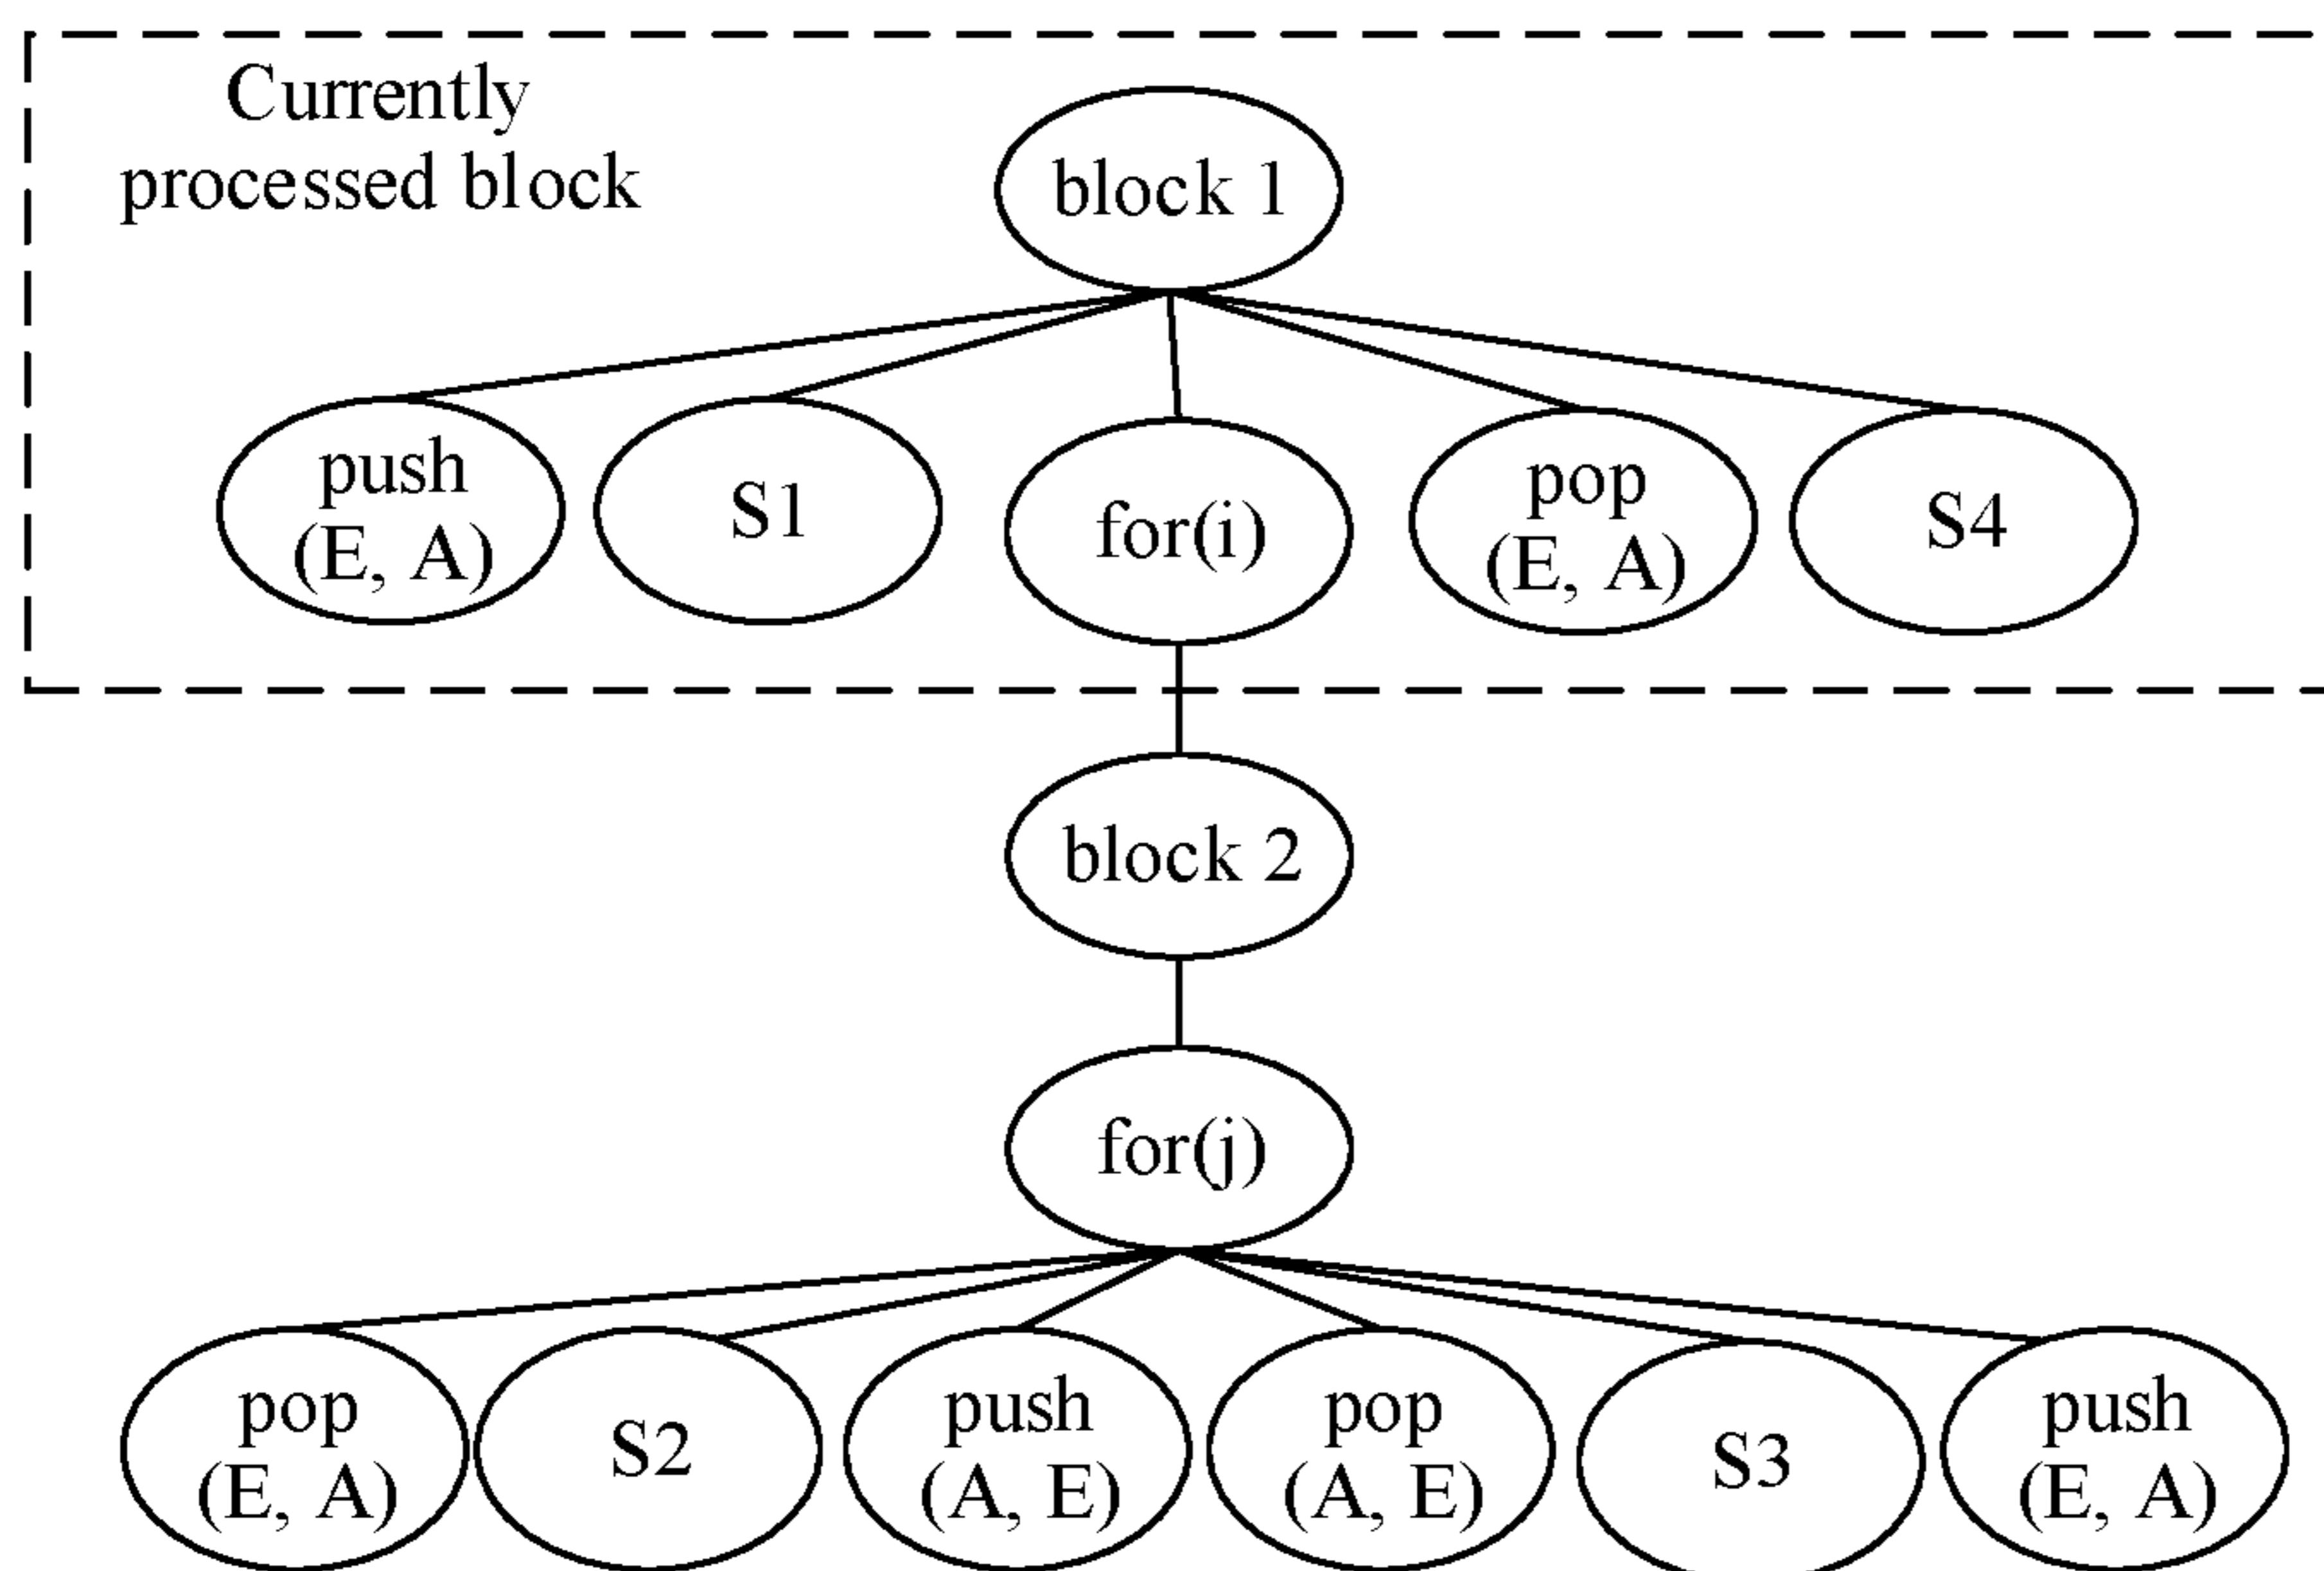 Currently
processed block
block 1
push
(E, A)
S1
for(i)
pop
(E, A)
S4
block 2
for(j)
pop
(E, A)
S2
push
(A, E)
pop
(A, E)
S3
push
(E, A)